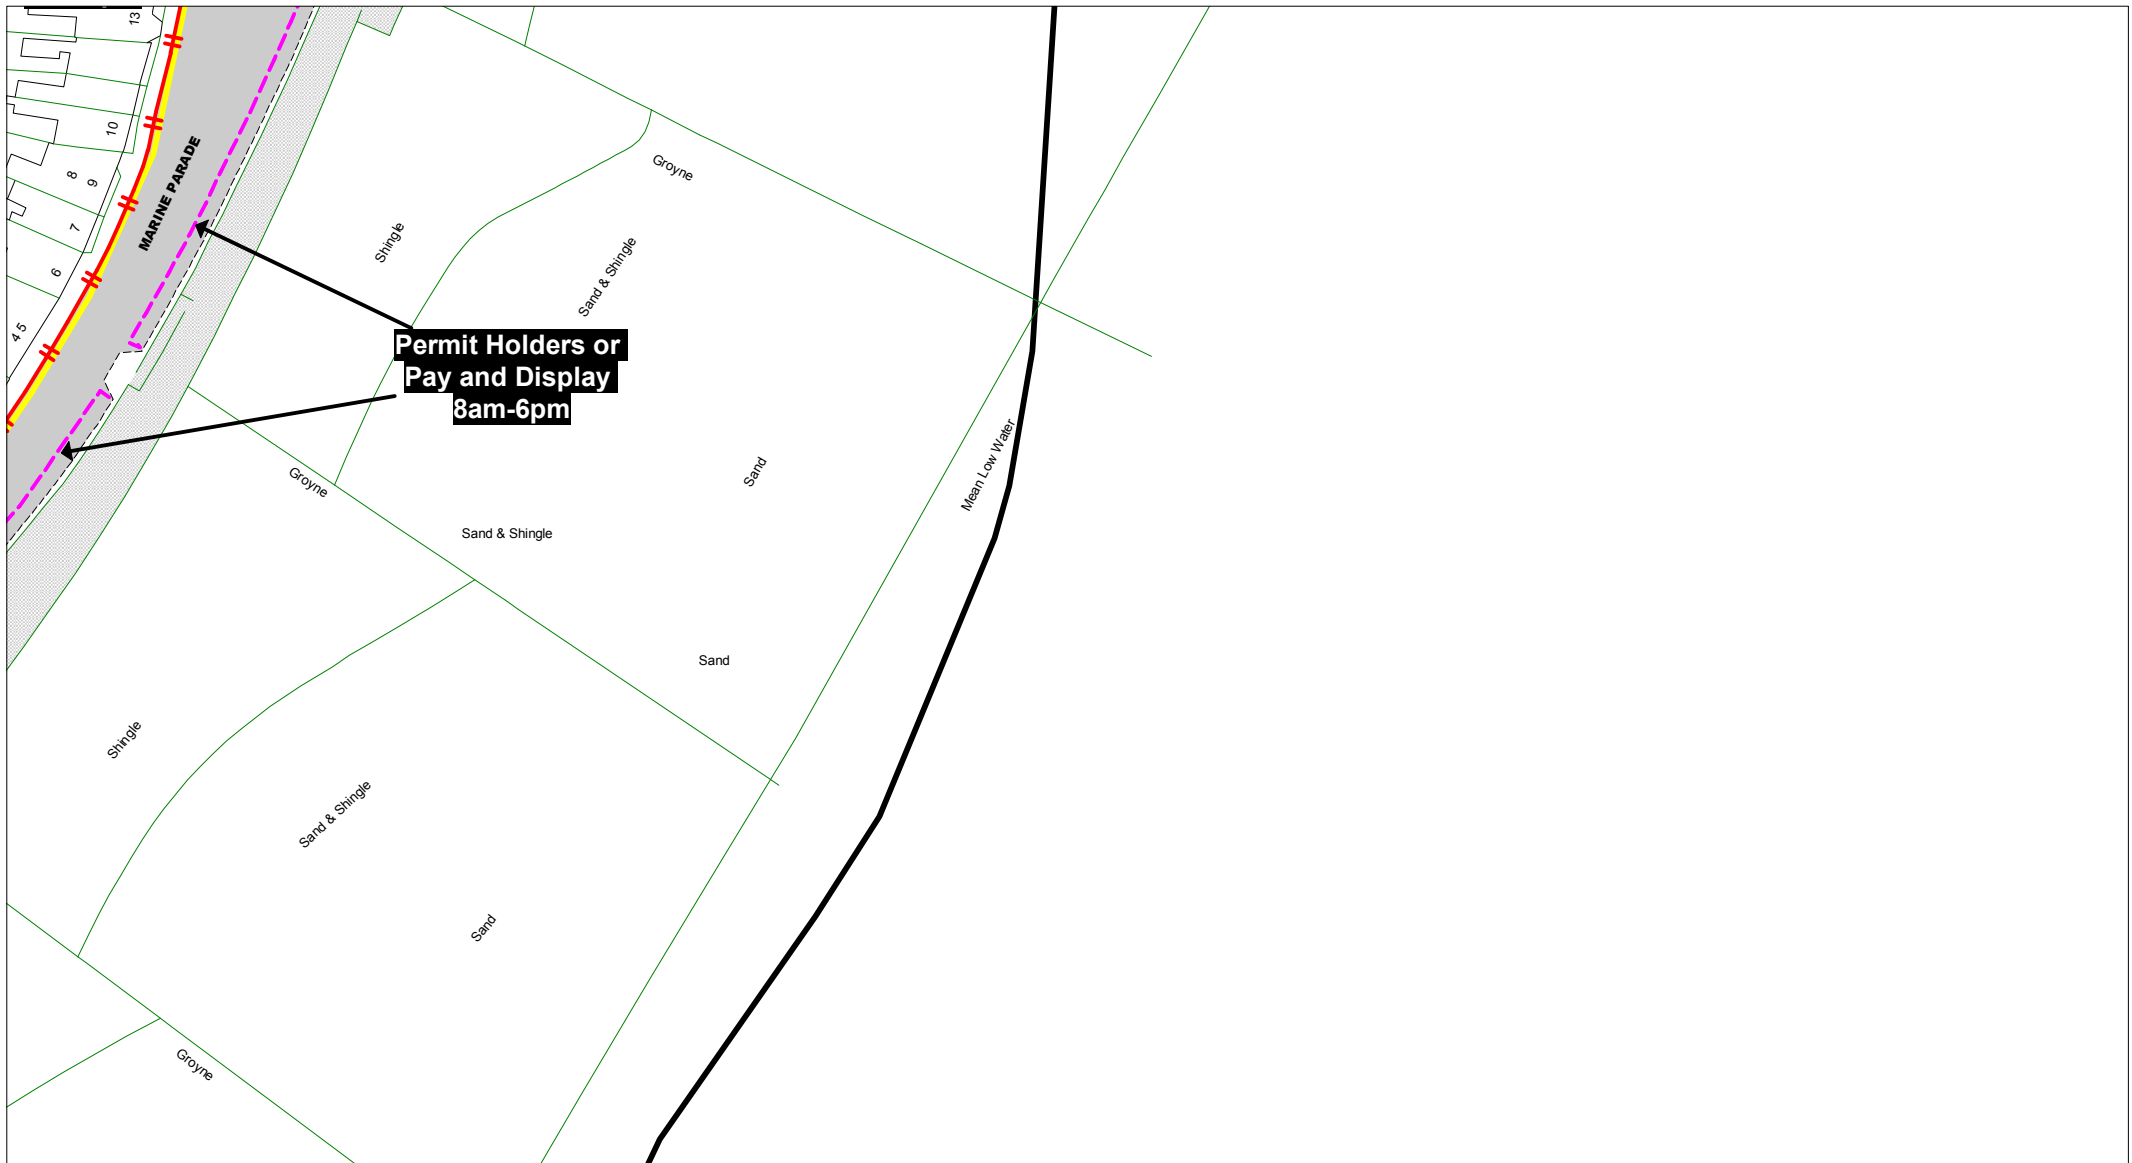 13
10
MARINE PARADE
8
9
7
6
4 5
Groyne
Shingle
Sand & Shingle
Permit Holders or
Pay and Display
8am-6pm
Mean Low Water
Sand
Groyne
Sand & Shingle
Sand
Shingle
Sand & Shingle
Sand
Groyne